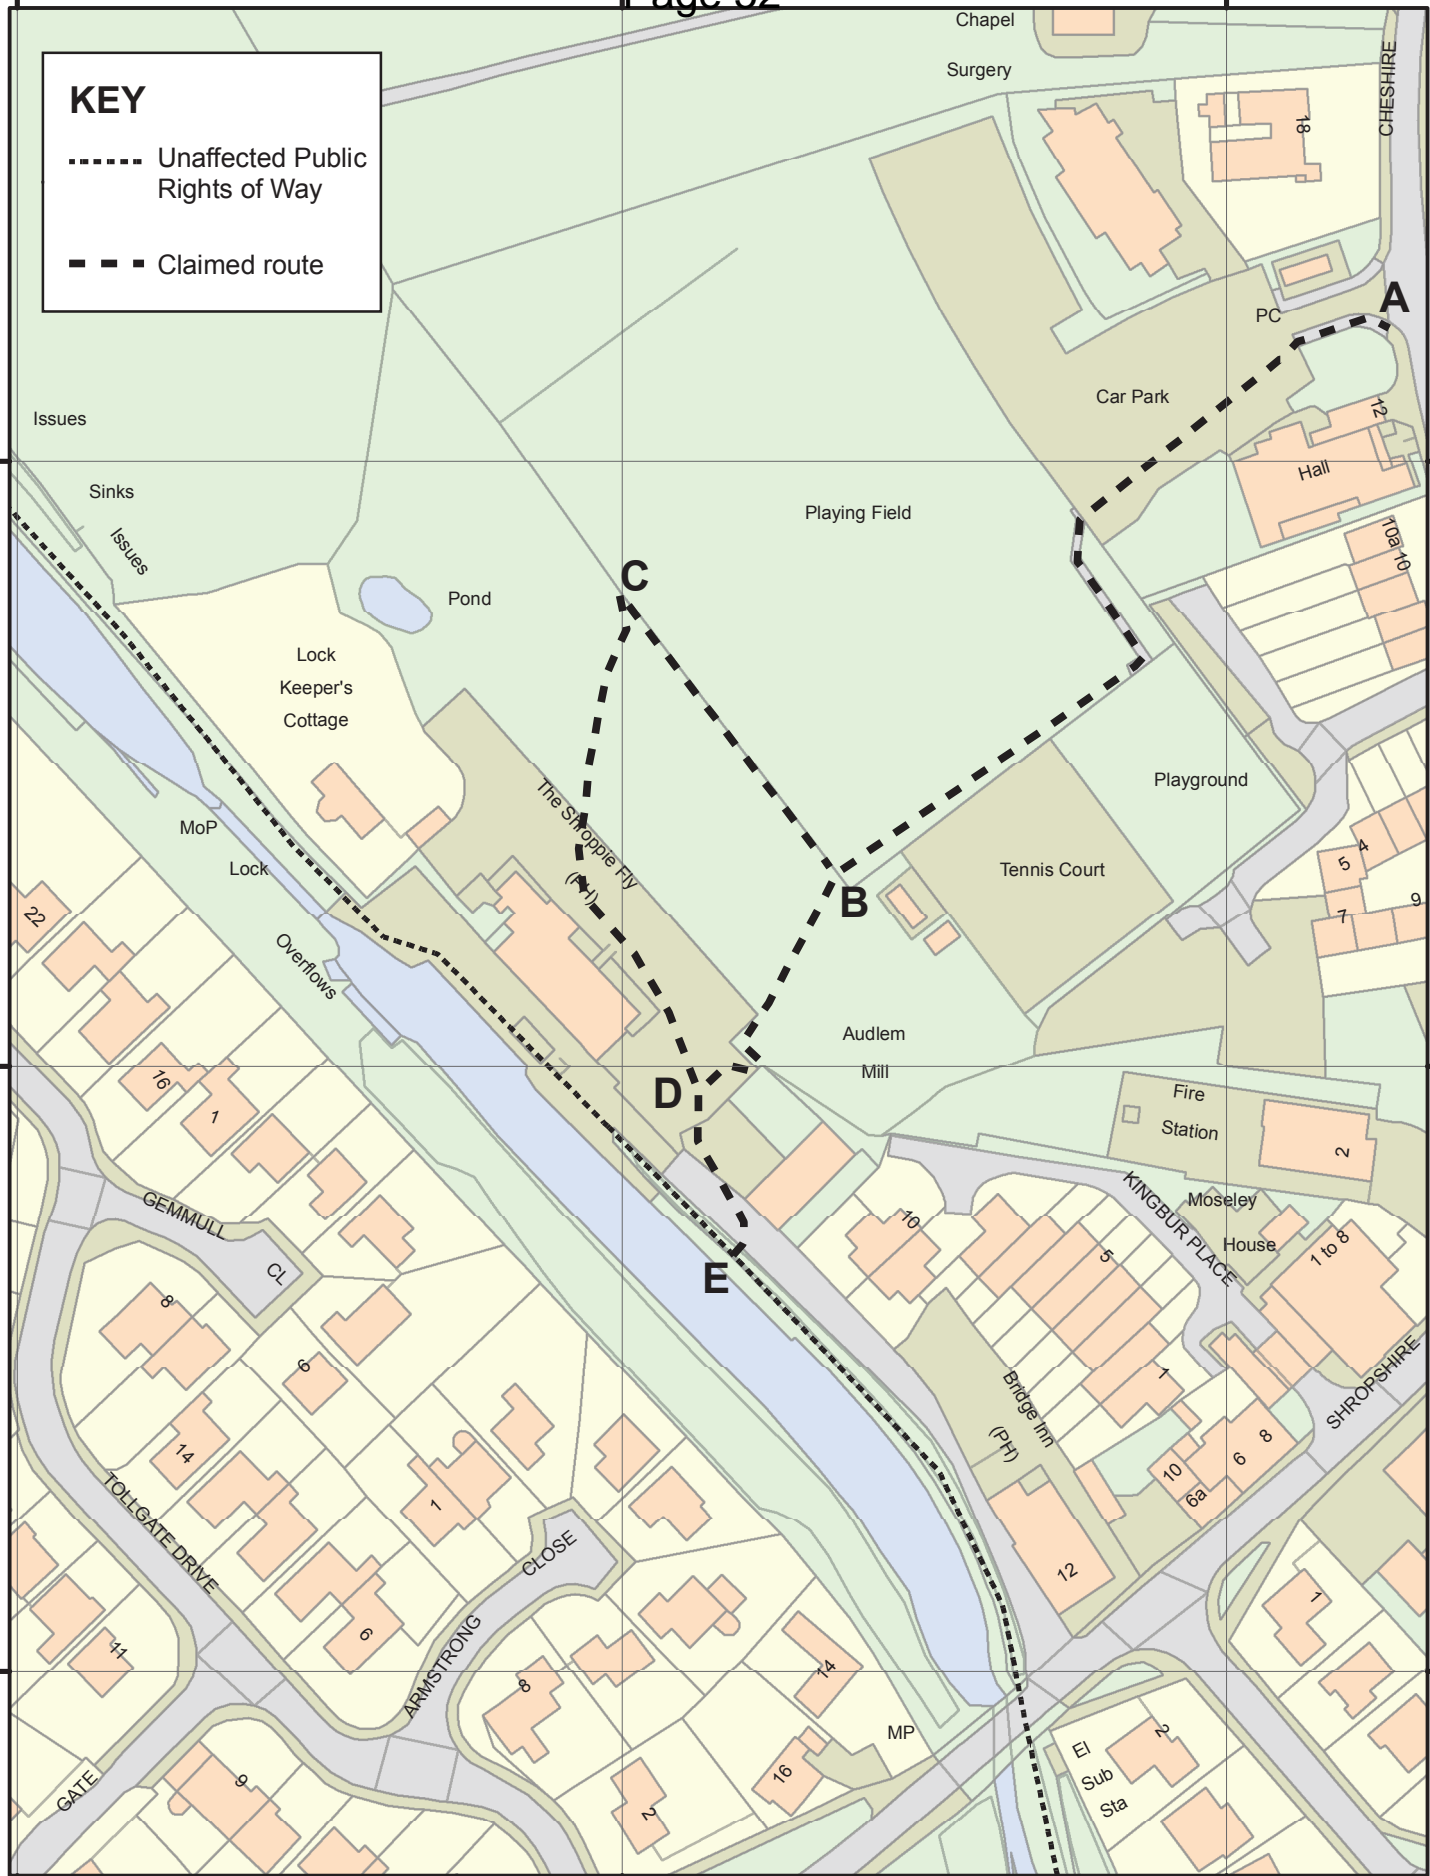 Page 32
KEY
Unaffected Public
Rights of Way
Claimed route
Chapel
Surgery
CHESHIRE
18
A
PC
Car Park
12
Hall
10a
10
Issues
Sinks
Issues
Playing Field
C
Pond
Lock
Keeper's
Cottage
Playground
The Shroppie Fly
(PH)
MoP
Lock
Tennis Court
B
4
5
7
9
22
Overflows
Audlem
Mill
D
Fire
Station
2
16
1
GEMMULL
CL
KINGBUR PLACE
Moseley
House
1 to 8
10
5
E
8
6
1
Bridge Inn
(PH)
SHROPSHIRE
8
6
10
6a
14
1
TOLLGATE DRIVE
CLOSE
12
1
11
6
ARMSTRONG
14
8
MP
2
El
Sub
Sta
16
GATE
9
2